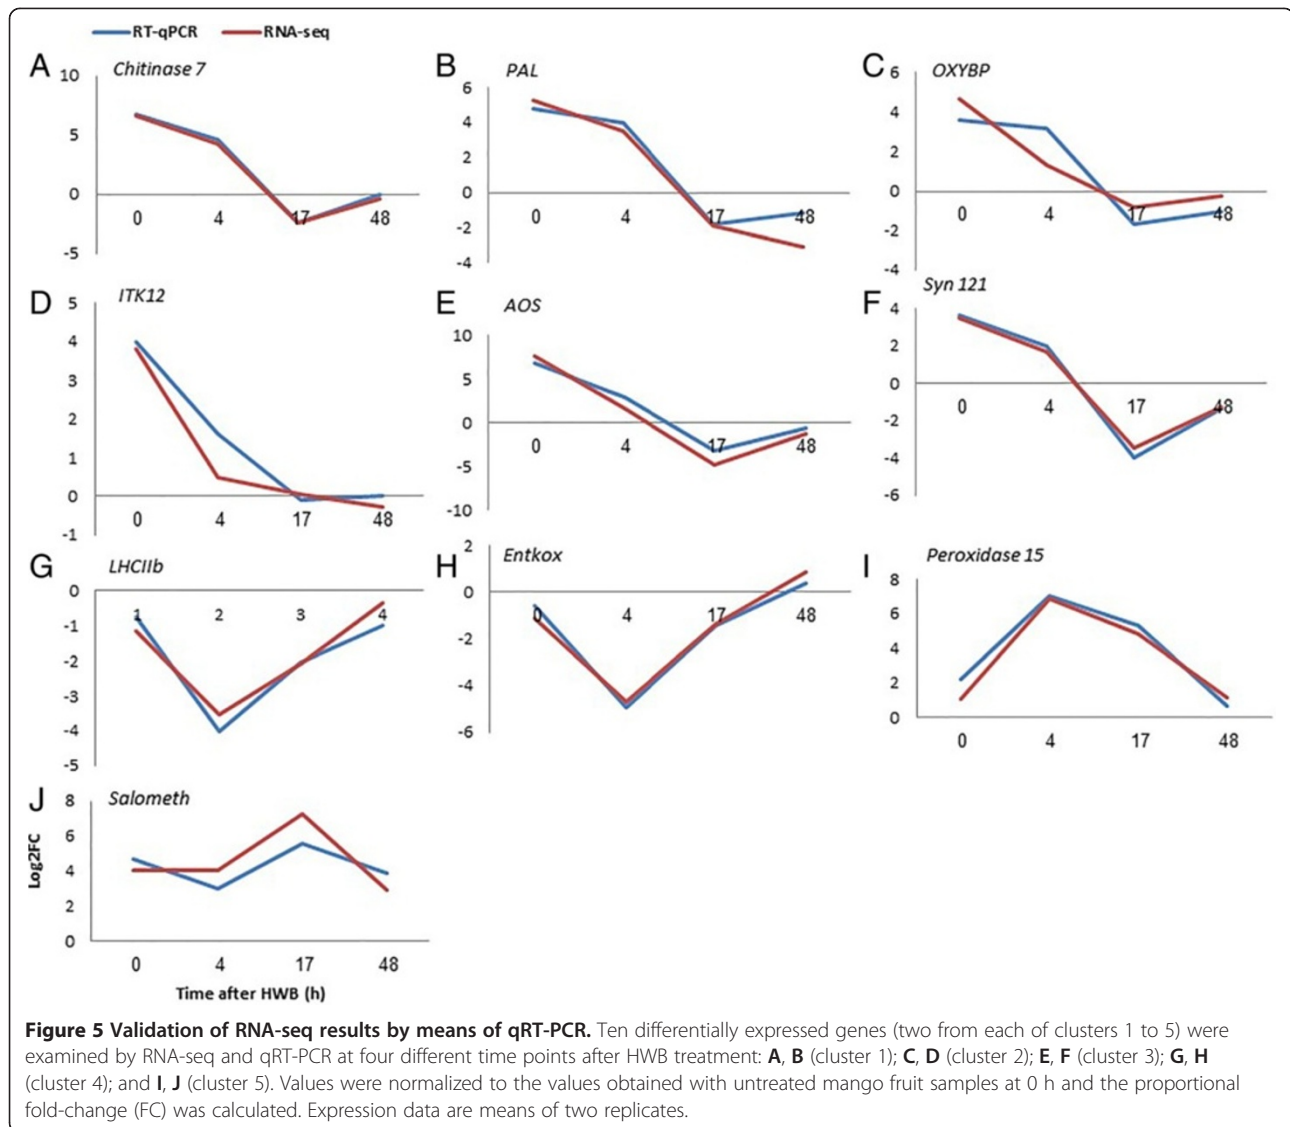 RT-qPCR RNA-seq
A Chitinase 7
10
5
0
-5
0 4 17 48
B PAL
6
4
2
0
-2
-4
0 4 17 48
C OXYBP
6
4
2
0
-2
-4
0 4 17 48
D ITK12
5
4
3
2
1
0
-1
0 4 17 48
E AOS
10
5
0
-5
-10
0 4 17 48
F Syn 121
4
2
0
-2
-4
-6
0 4 17 48
G LHCIIb
0
-1
-2
-3
-4
-5
1 2 3 4
H Entkox
2
0
-2
-4
-6
0 4 17 48
I Peroxidase 15
8
6
4
2
0
0 4 17 48
J Salometh
8
6
4
2
0
Log2FC
0 4 17 48
Time after HWB (h)
Figure 5 Validation of RNA-seq results by means of qRT-PCR. Ten differentially expressed genes (two from each of clusters 1 to 5) were
examined by RNA-seq and qRT-PCR at four different time points after HWB treatment: A, B (cluster 1); C, D (cluster 2); E, F (cluster 3); G, H
(cluster 4); and I, J (cluster 5). Values were normalized to the values obtained with untreated mango fruit samples at 0 h and the proportional
fold-change (FC) was calculated. Expression data are means of two replicates.